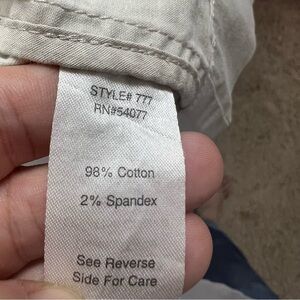 STYLE# 777
RN#54077
98% Cotton
2% Spandex
See Reverse
Side For Care